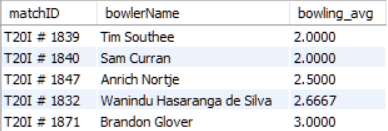 matchID bowlerName bowling_avg
T20I # 1839 Tim Southee 2.0000
T20I # 1840 Sam Curran 2.0000
T20I # 1847 Anrich Nortje 2.5000
T20I # 1832 Wanindu Hasaranga de Silva 2.6667
T20I # 1871 Brandon Glover 3.0000